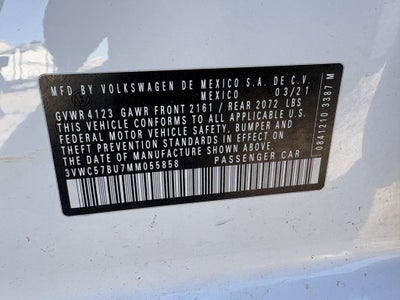 MFD BY VOLKSWAGEN DE MEXICO S.A. DE C.V.
MEXICO 03/21
GVWR 4123 GAWR FRONT 2161 / REAR 2072 LBS
THIS VEHICLE CONFORMS TO ALL APPLICABLE U.S.
FEDERAL MOTOR VEHICLE SAFETY, BUMPER AND
THEFT PREVENTION STANDARDS IN EFFECT ON
THE DATE OF MANUFACTURE SHOWN ABOVE
3VWC57BU7MM055858 PASSENGER CAR
0841210 3387 M